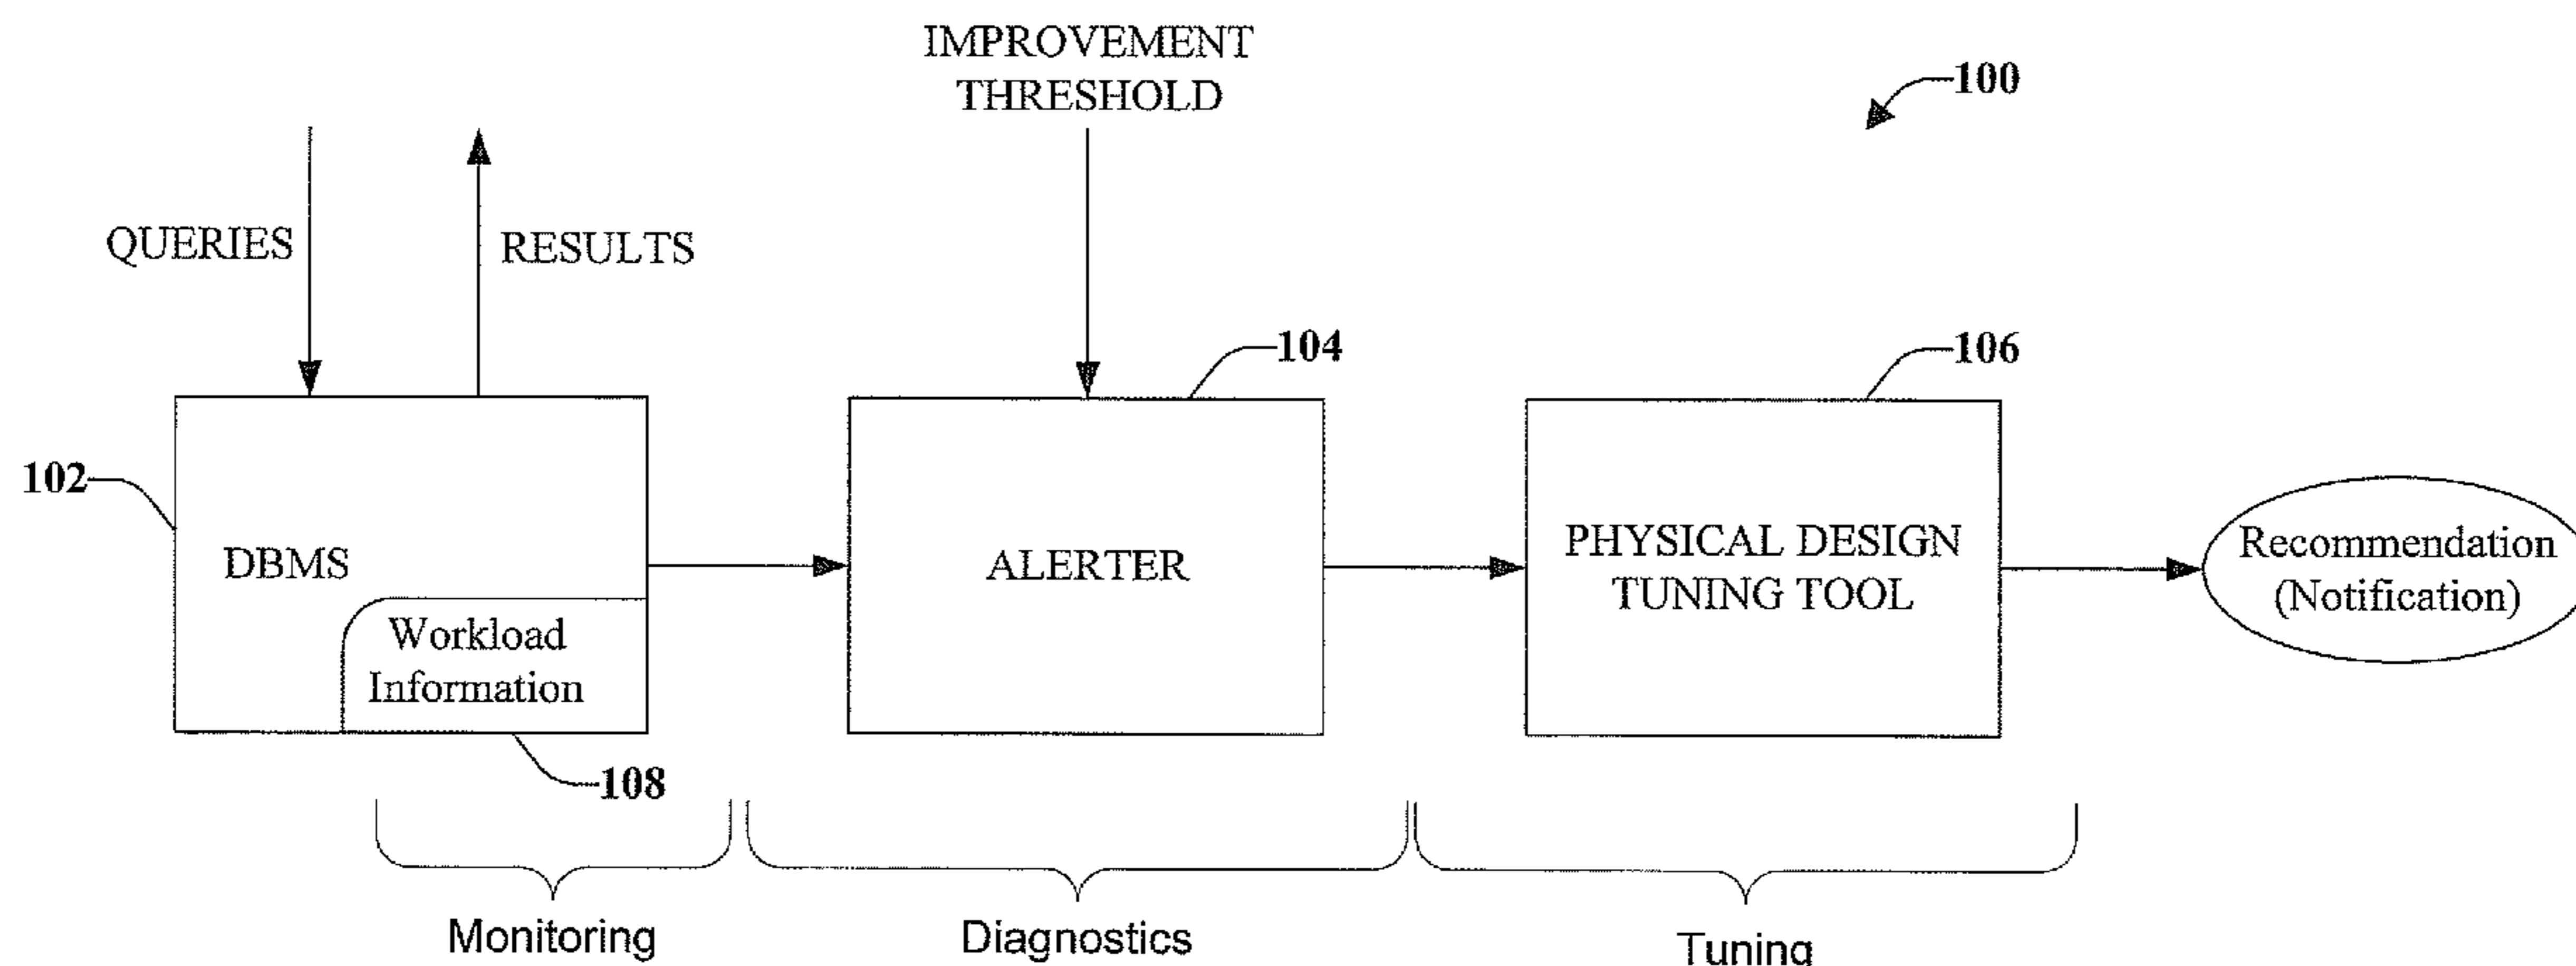 IMPROVEMENT
THRESHOLD
100
QUERIES
RESULTS
104
106
102
DBMS
ALERTER
PHYSICAL DESIGN
TUNING TOOL
Recommendation
(Notification)
Workload
Information
108
Monitoring
Diagnostics
Tuning